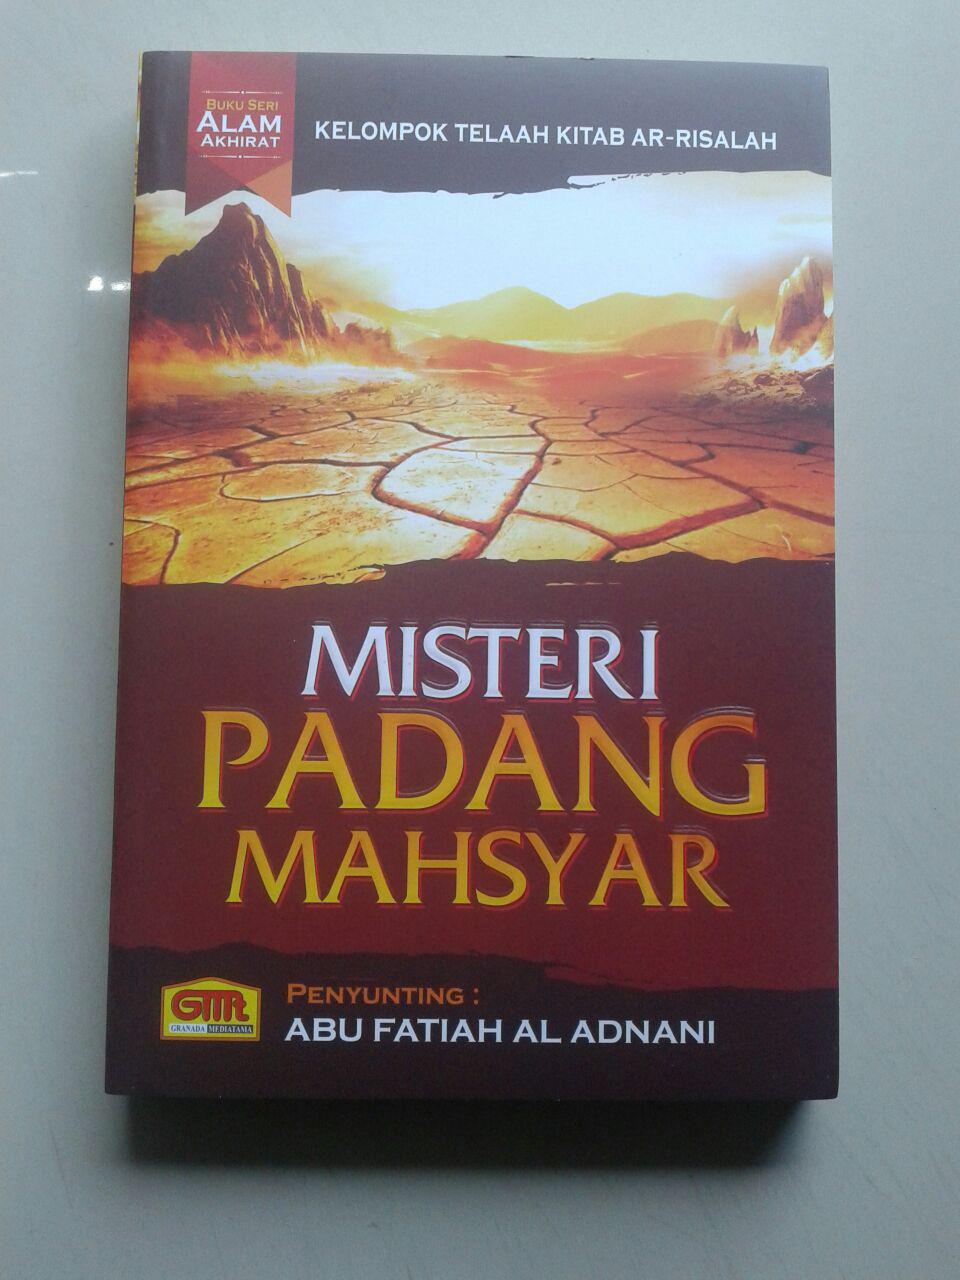 BUKU SERI
ALAM
AKHIRAT
KELOMPOK TELAAH KITAB AR-RISALAH
MISTERI
PADANG
MAHSYAR
GMt
GRANADA MEDIATAMA
PENYUNTING :
ABU FATIAH AL ADNANI